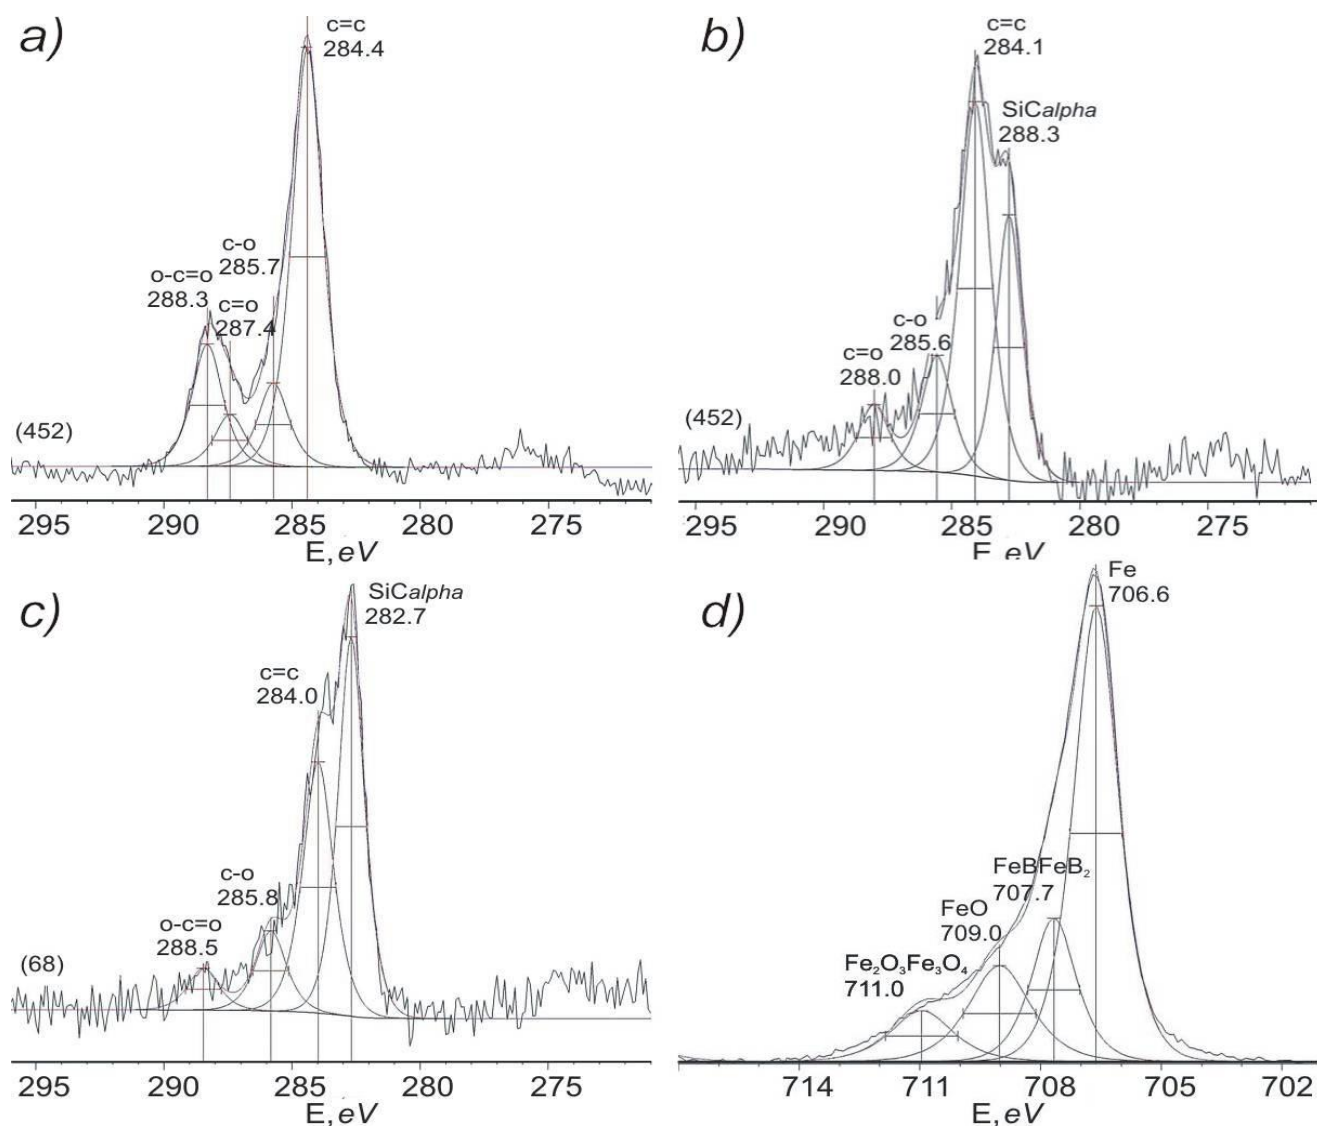 a)
c=c
284.4
c-o
285.7
o-c=o
288.3
c=o
287.4
(452)
295 290 285 280 275
E, eV
b)
c=c
284.1
SiCalpha
288.3
c-o
285.6
c=o
288.0
(452)
295 290 285 280 275
E, eV
c)
SiCalpha
282.7
c=c
284.0
c-o
285.8
o-c=o
288.5
(68)
295 290 285 280 275
E, eV
d)
Fe
706.6
FeBFeB₂
707.7
FeO
709.0
Fe₂O₃Fe₃O₄
711.0
714 711 708 705 702
E, eV